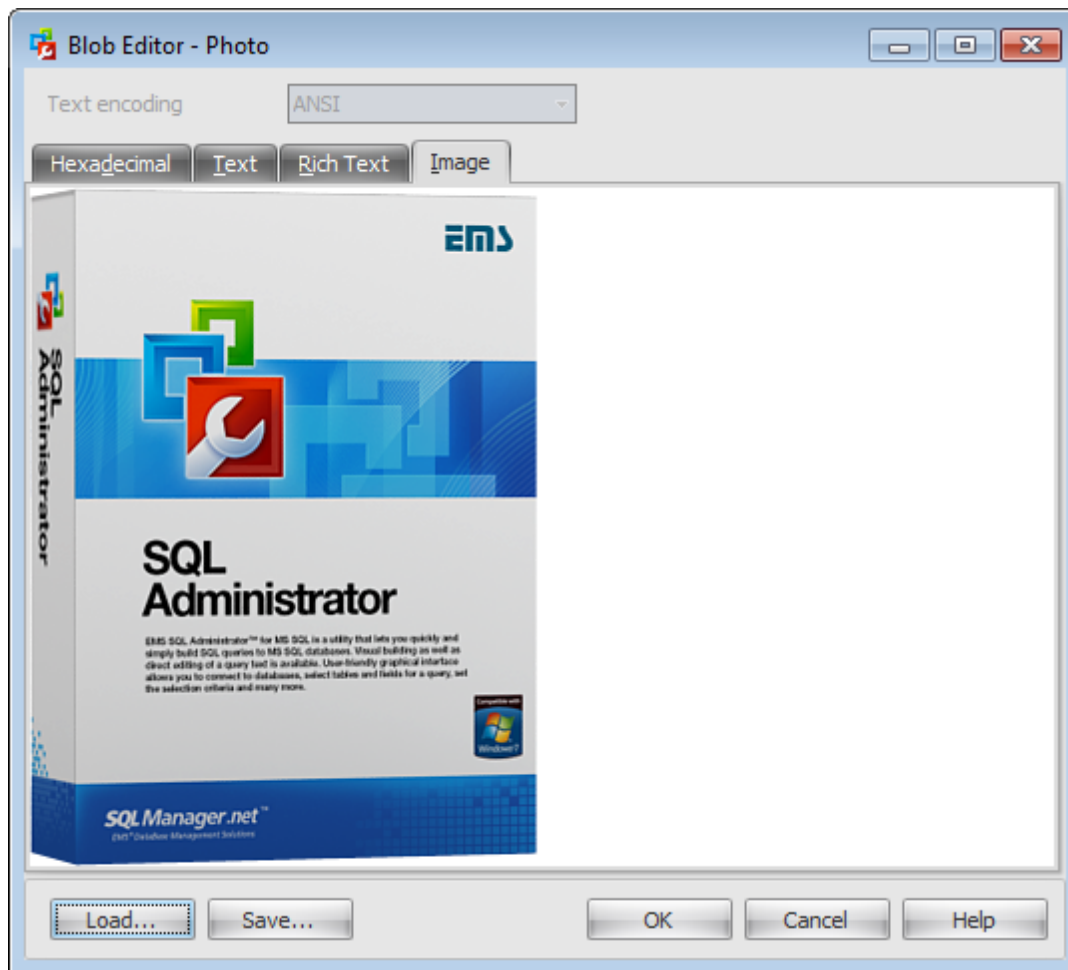 Blob Editor - Photo
Text encoding
ANSI
Hexadecimal
Text
Rich Text
Image
EMS
SQL Administrator
SQL
Administrator
EMS SQL Administrator™ for MS SQL is a utility that lets you quickly and
simply build SQL queries to MS SQL databases. Visual building as well as
direct editing of a query text is available. User-friendly graphical interface
allows you to connect to databases, select tables and fields for a query, set
the selection criteria and many more.
Compatible with
Windows 7
SQL Manager.net™
EMS Database Management Solutions
Load...
Save...
OK
Cancel
Help